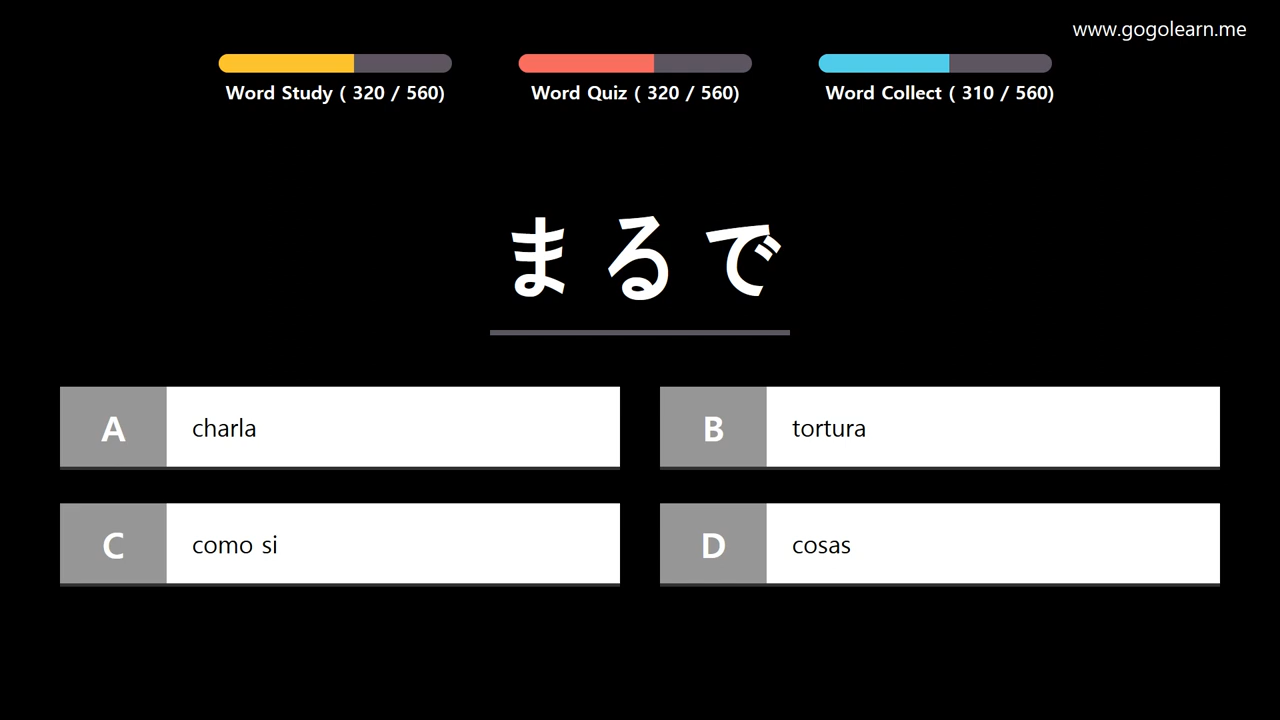 www.gogolearn.me
Word Study ( 320 / 560)
Word Quiz ( 320 / 560)
Word Collect ( 310 / 560)
まるで
A charla
B tortura
C como si
D cosas